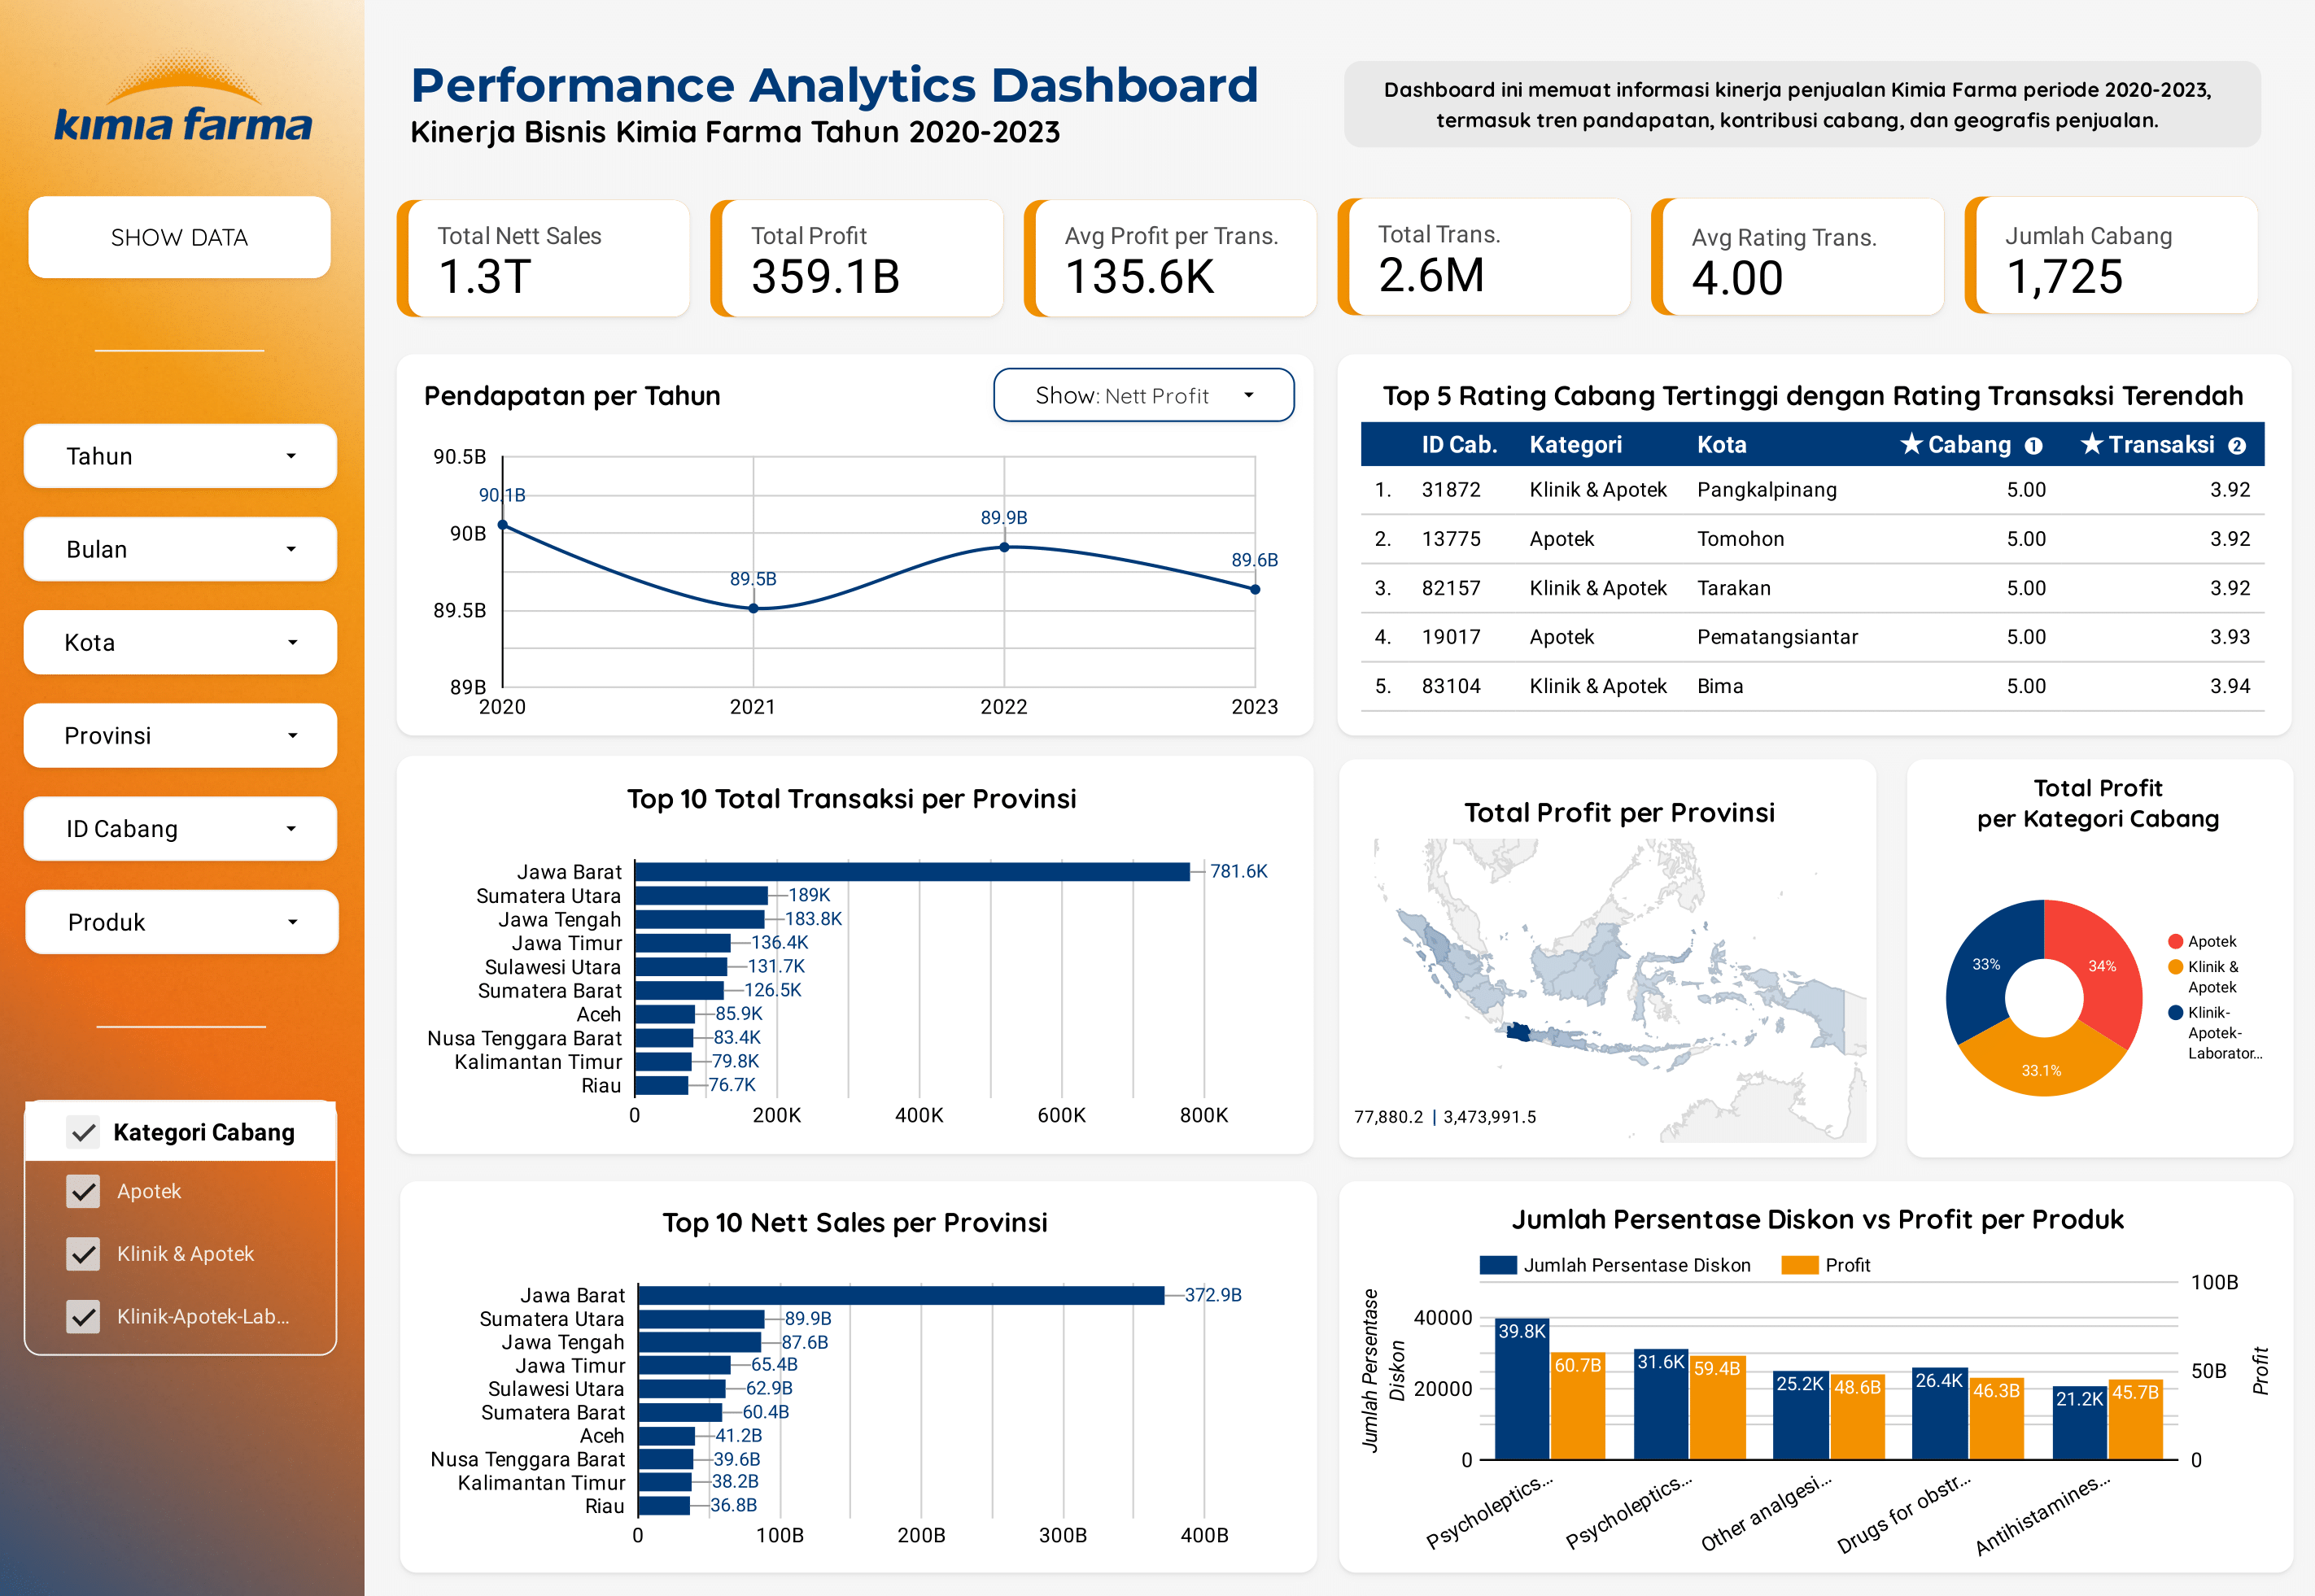 kimia farma
SHOW DATA
Tahun
Bulan
Kota
Provinsi
ID Cabang
Produk
Kategori Cabang
Apotek
Klinik & Apotek
Klinik-Apotek-Lab...
Performance Analytics Dashboard
Kinerja Bisnis Kimia Farma Tahun 2020-2023
Dashboard ini memuat informasi kinerja penjualan Kimia Farma periode 2020-2023,
termasuk tren pendapatan, kontribusi cabang, dan geografis penjualan.
Total Nett Sales
1.3T
Total Profit
359.1B
Avg Profit per Trans.
135.6K
Total Trans.
2.6M
Avg Rating Trans.
4.00
Jumlah Cabang
1,725
Pendapatan per Tahun
Show: Nett Profit
90.5B
90B
89.5B
89B
90.1B
89.5B
89.9B
89.6B
2020 2021 2022 2023
Top 5 Rating Cabang Tertinggi dengan Rating Transaksi Terendah
ID Cab. Kategori Kota ★ Cabang 1 ★ Transaksi 2
1. 31872 Klinik & Apotek Pangkalpinang 5.00 3.92
2. 13775 Apotek Tomohon 5.00 3.92
3. 82157 Klinik & Apotek Tarakan 5.00 3.92
4. 19017 Apotek Pematangsiantar 5.00 3.93
5. 83104 Klinik & Apotek Bima 5.00 3.94
Top 10 Total Transaksi per Provinsi
Jawa Barat 781.6K
Sumatera Utara 189K
Jawa Tengah 183.8K
Jawa Timur 136.4K
Sulawesi Utara 131.7K
Sumatera Barat 126.5K
Aceh 85.9K
Nusa Tenggara Barat 83.4K
Kalimantan Timur 79.8K
Riau 76.7K
0 200K 400K 600K 800K
Total Profit per Provinsi
77,880.2 | 3,473,991.5
Total Profit
per Kategori Cabang
33%
34%
33.1%
Apotek
Klinik &
Apotek
Klinik-
Apotek-
Laborator...
Top 10 Nett Sales per Provinsi
Jawa Barat 372.9B
Sumatera Utara 89.9B
Jawa Tengah 87.6B
Jawa Timur 65.4B
Sulawesi Utara 62.9B
Sumatera Barat 60.4B
Aceh 41.2B
Nusa Tenggara Barat 39.6B
Kalimantan Timur 38.2B
Riau 36.8B
0 100B 200B 300B 400B
Jumlah Persentase Diskon vs Profit per Produk
Jumlah Persentase Diskon Profit
Jumlah Persentase
Diskon
40000
20000
0
39.8K 60.7B
31.6K 59.4B
25.2K 48.6B
26.4K 46.3B
21.2K 45.7B
100B
50B
0
Profit
Psycholeptics...
Psycholeptics...
Other analgesi...
Drugs for obstr...
Antihistamines...